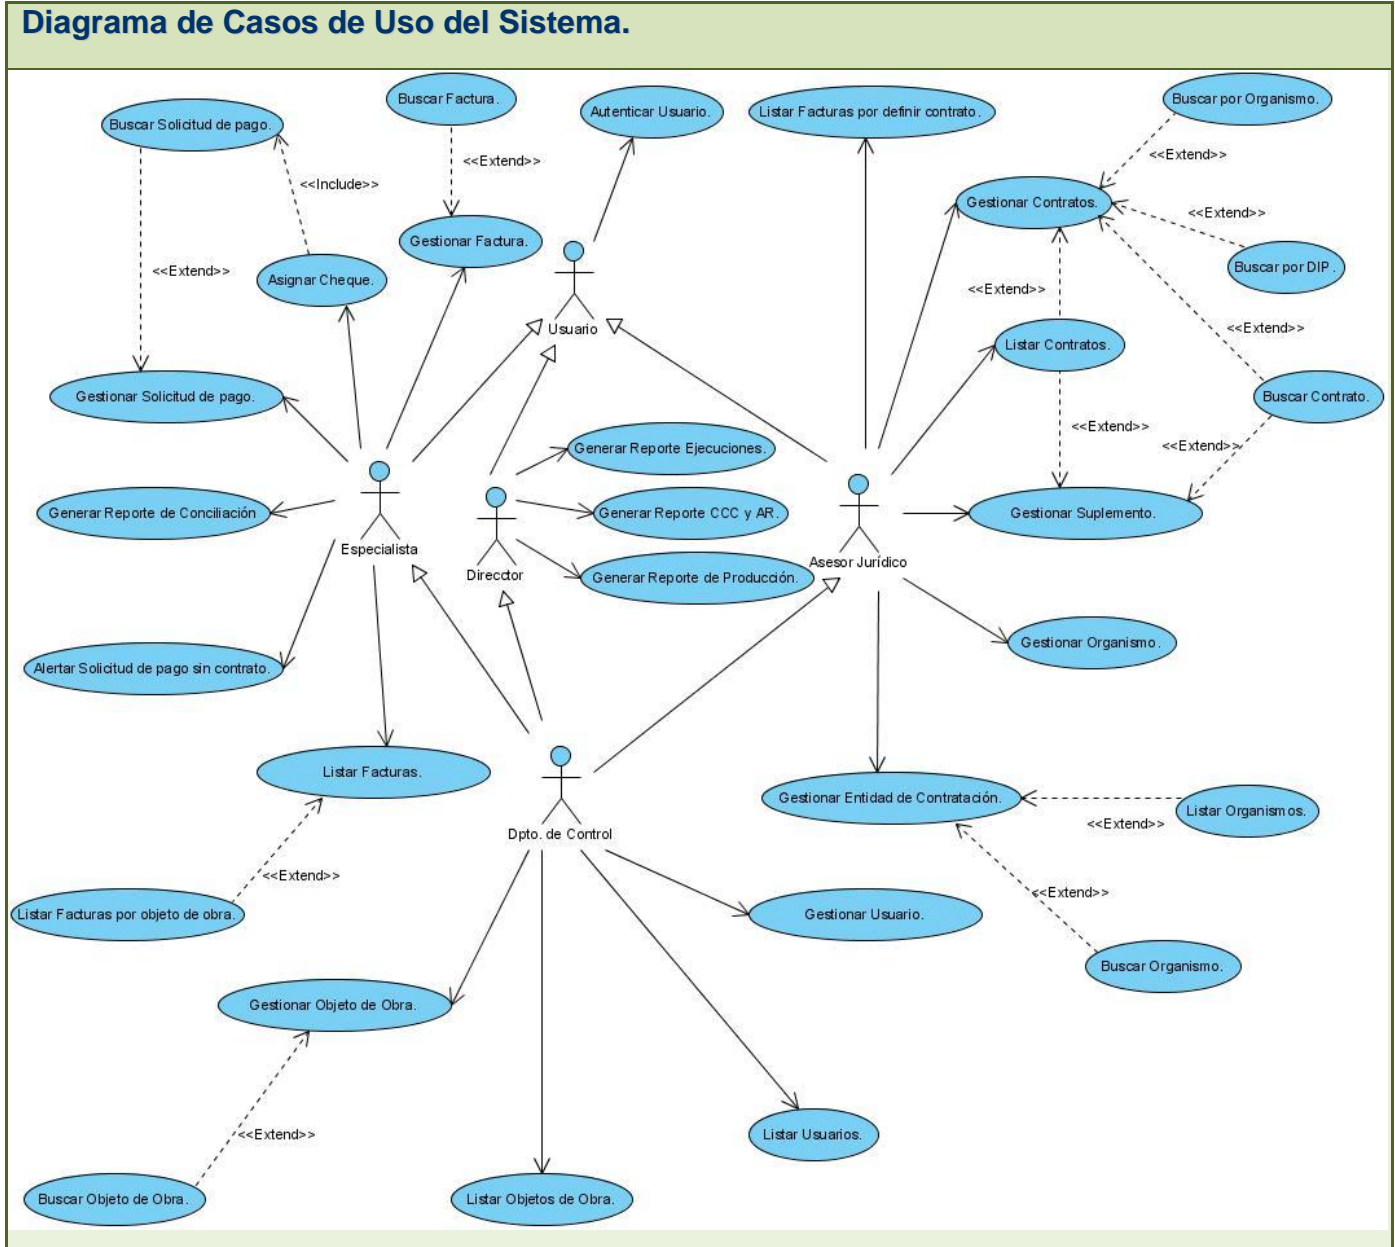 Diagrama de Casos de Uso del Sistema.
Buscar Factura.
Buscar por Organismo.
Buscar Solicitud de pago.
Autenticar Usuario.
Listar Facturas por definir contrato.
<<Extend>>
<<Extend>>
<<Include>>
Gestionar Contratos.
<<Extend>>
Gestionar Factura.
<<Extend>>
Asignar Cheque.
Buscar por DIP .
<<Extend>>
Usuario
<<Extend>>
Listar Contratos.
Gestionar Solicitud de pago.
Buscar Contrato.
<<Extend>>
Generar Reporte Ejecuciones.
<<Extend>>
Generar Reporte de Conciliación
Generar Reporte CCC y AR.
Gestionar Suplemento.
Especialista
Asesor Jurídico
Direcctor
Generar Reporte de Producción.
Gestionar Organismo.
Alertar Solicitud de pago sin contrato.
Listar Facturas.
Gestionar Entidad de Contratación.
Listar Organismos.
<<Extend>>
Dpto. de Control
<<Extend>>
<<Extend>>
Listar Facturas por objeto de obra.
Gestionar Usuario.
Buscar Organismo.
Gestionar Objeto de Obra.
<<Extend>>
Listar Usuarios.
Buscar Objeto de Obra.
Listar Objetos de Obra.